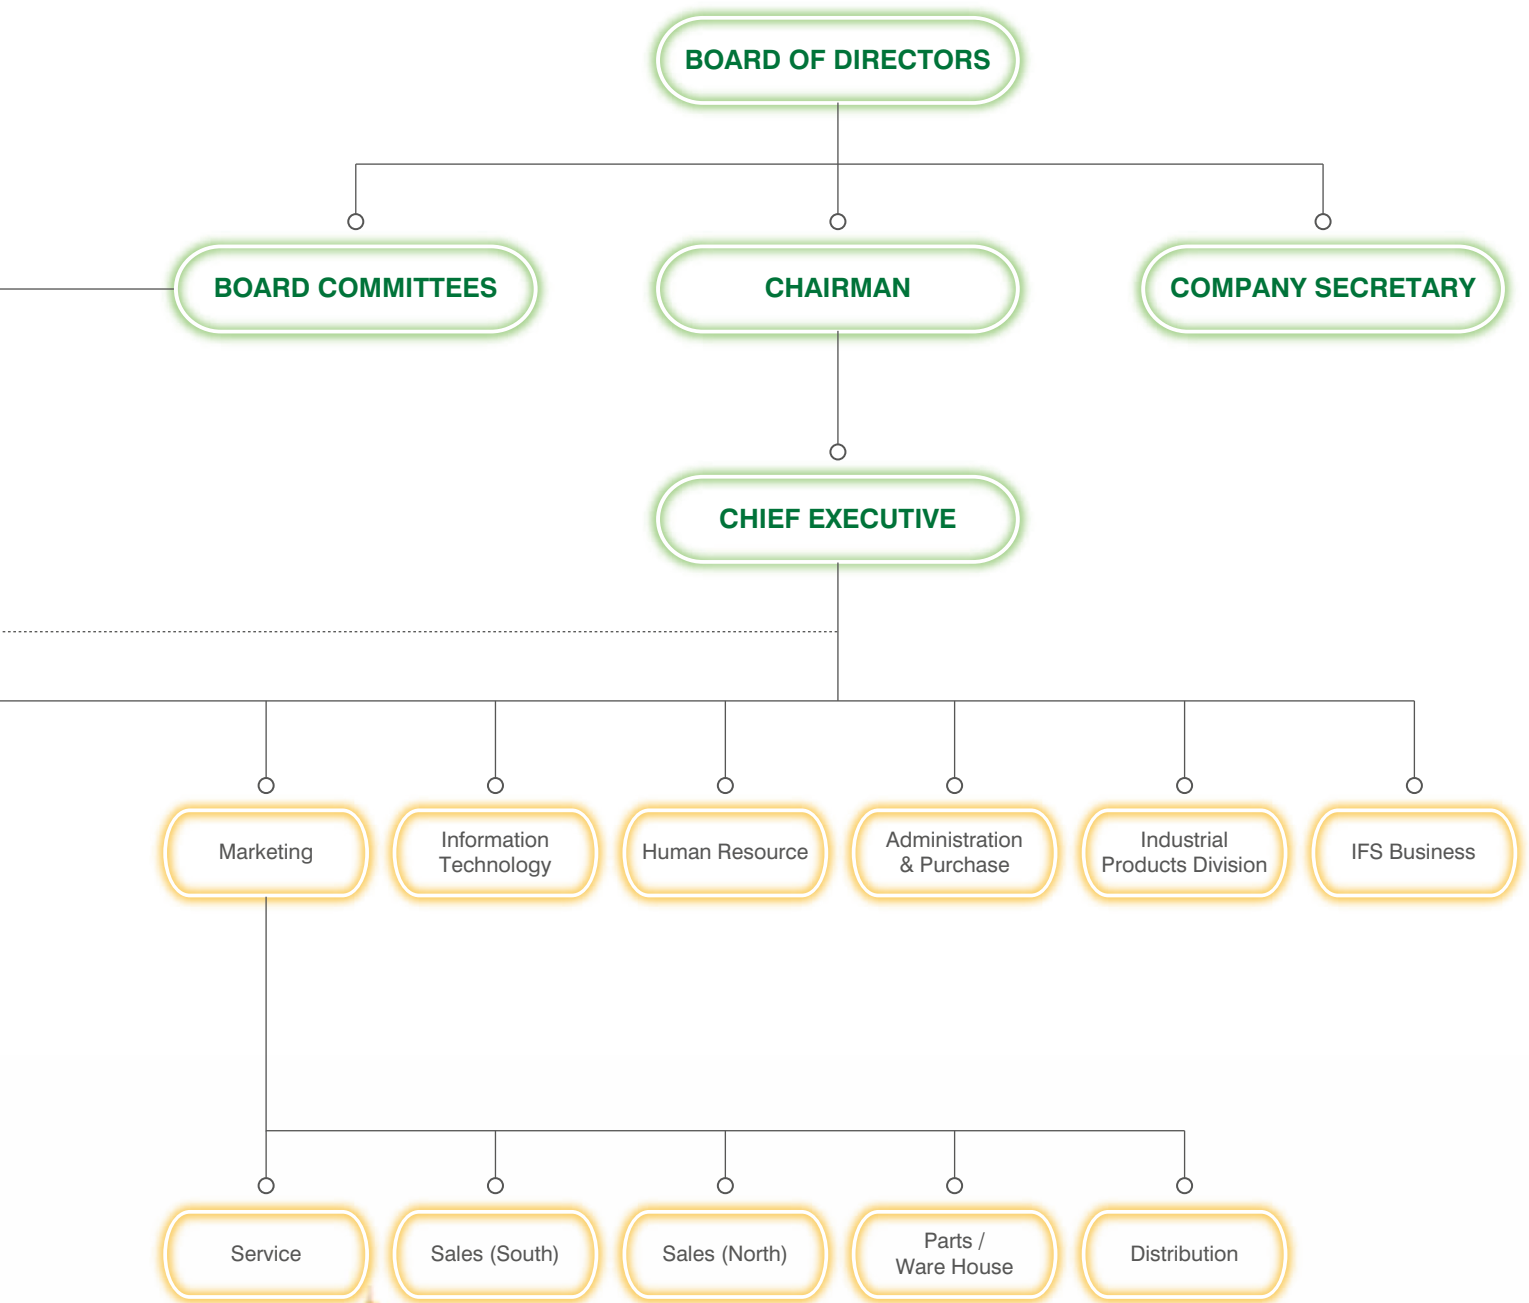 BOARD OF DIRECTORS
BOARD COMMITTEES
CHAIRMAN
COMPANY SECRETARY
CHIEF EXECUTIVE
Marketing
Information
Technology
Human Resource
Administration
& Purchase
Industrial
Products Division
IFS Business
Service
Sales (South)
Sales (North)
Parts /
Ware House
Distribution